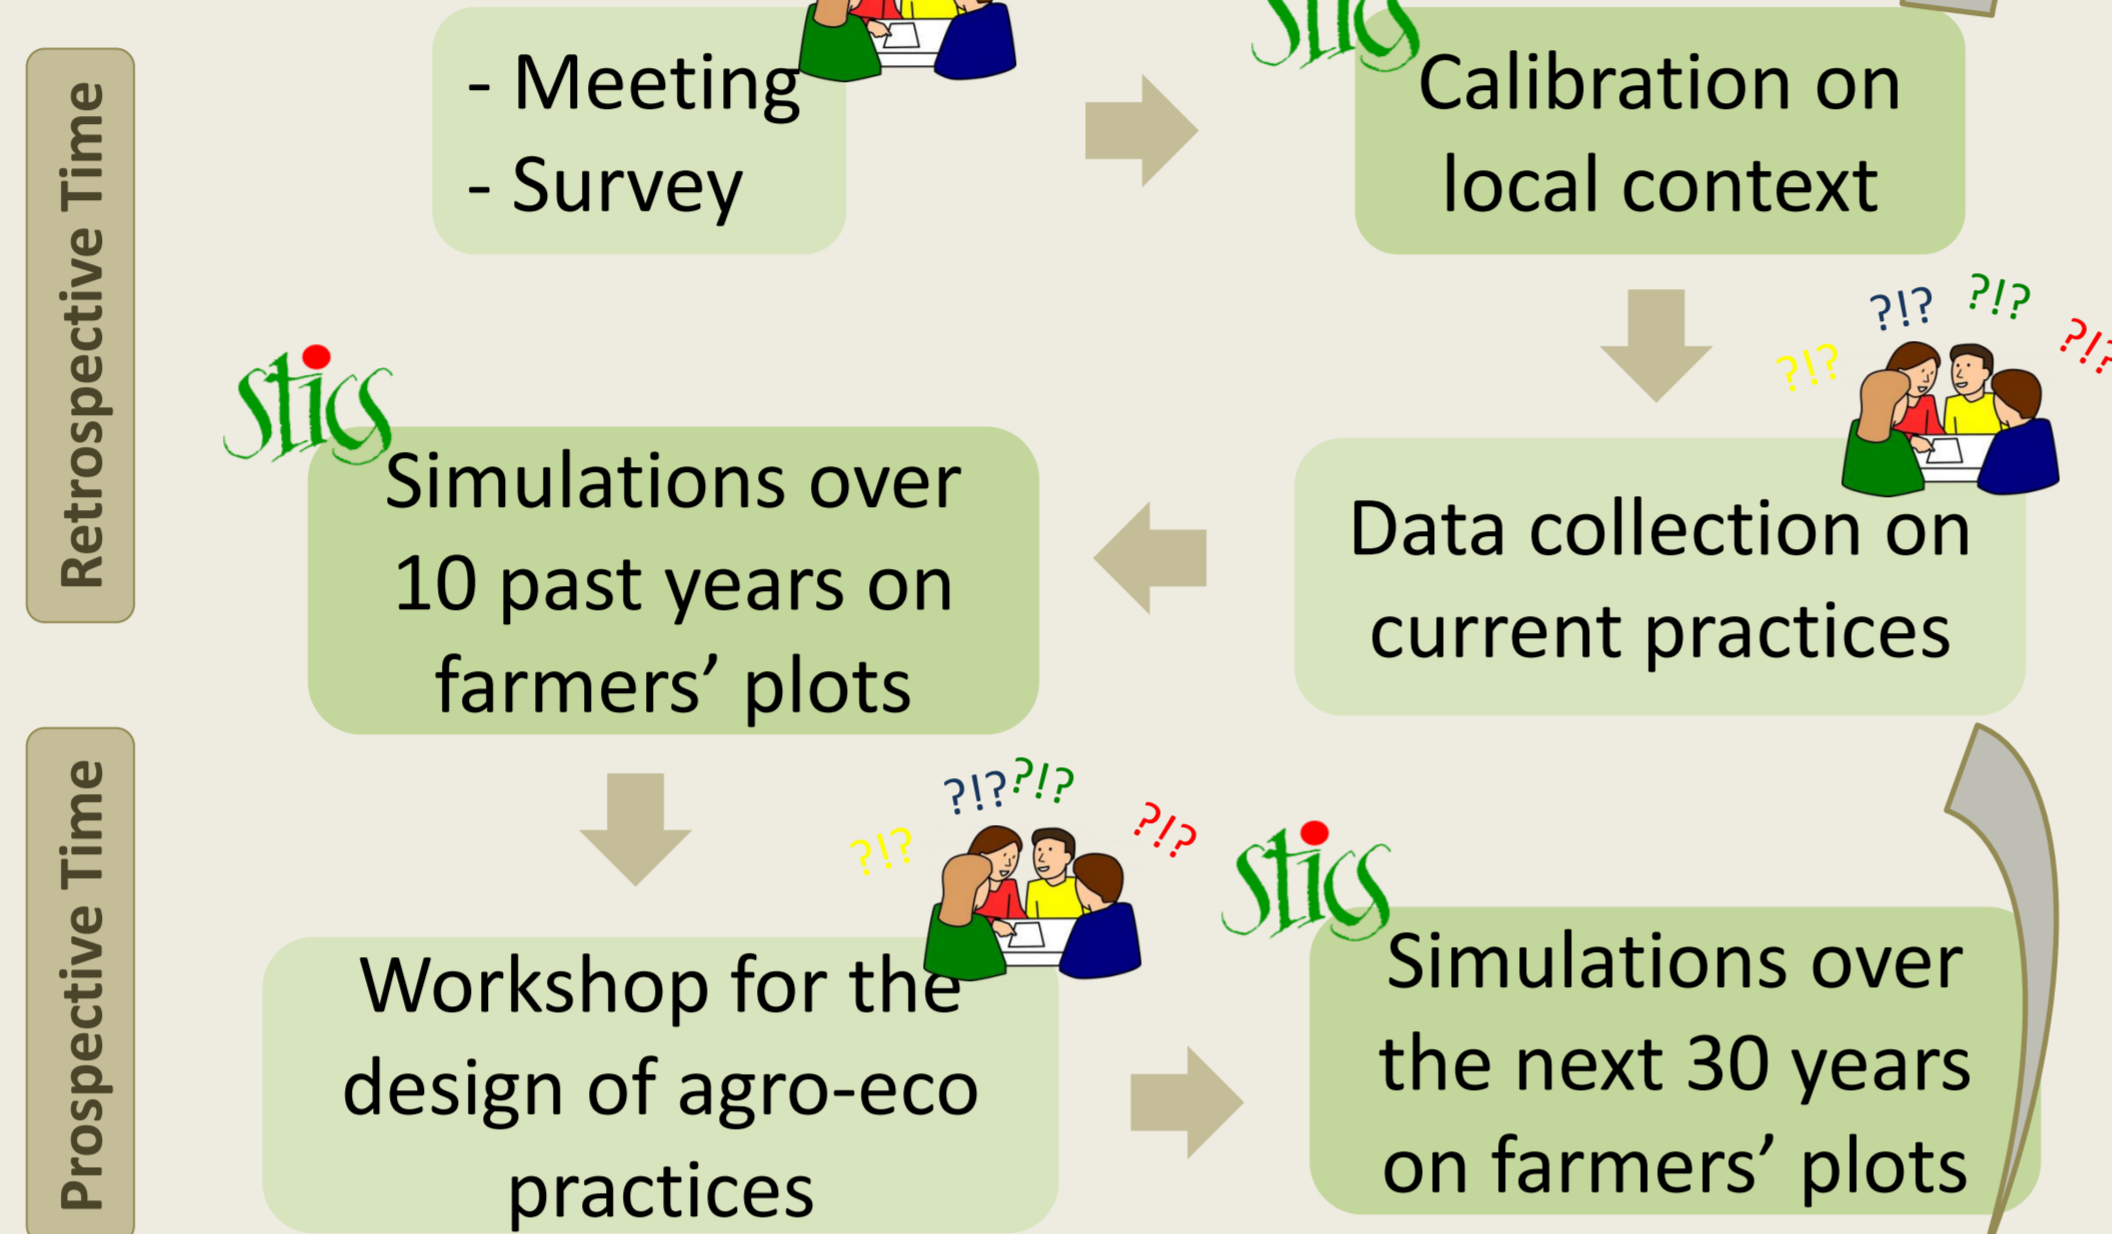 Retrospective Time
- Meeting
- Survey
stics
Calibration on
local context
?!? ?!? ?!? ?!?
Data collection on
current practices
stics
Simulations over
10 past years on
farmers’ plots
Prospective Time
?!? ?!? ?!? ?!?
Workshop for the
design of agro-eco
practices
stics
Simulations over
the next 30 years
on farmers’ plots